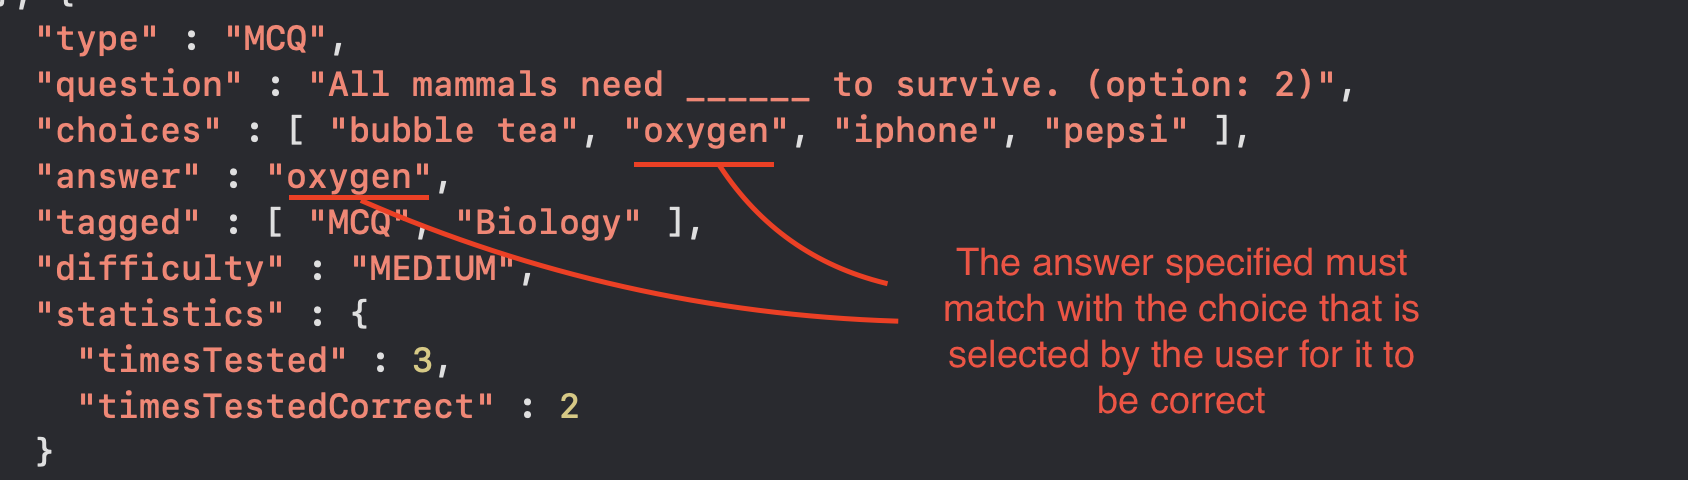 }, {
"type" : "MCQ",
"question" : "All mammals need ______ to survive. (option: 2)",
"choices" : [ "bubble tea", "oxygen", "iphone", "pepsi" ],
"answer" : "oxygen",
"tagged" : [ "MCQ", "Biology" ],
"difficulty" : "MEDIUM",
"statistics" : {
"timesTested" : 3,
"timesTestedCorrect" : 2
}
The answer specified must
match with the choice that is
selected by the user for it to
be correct